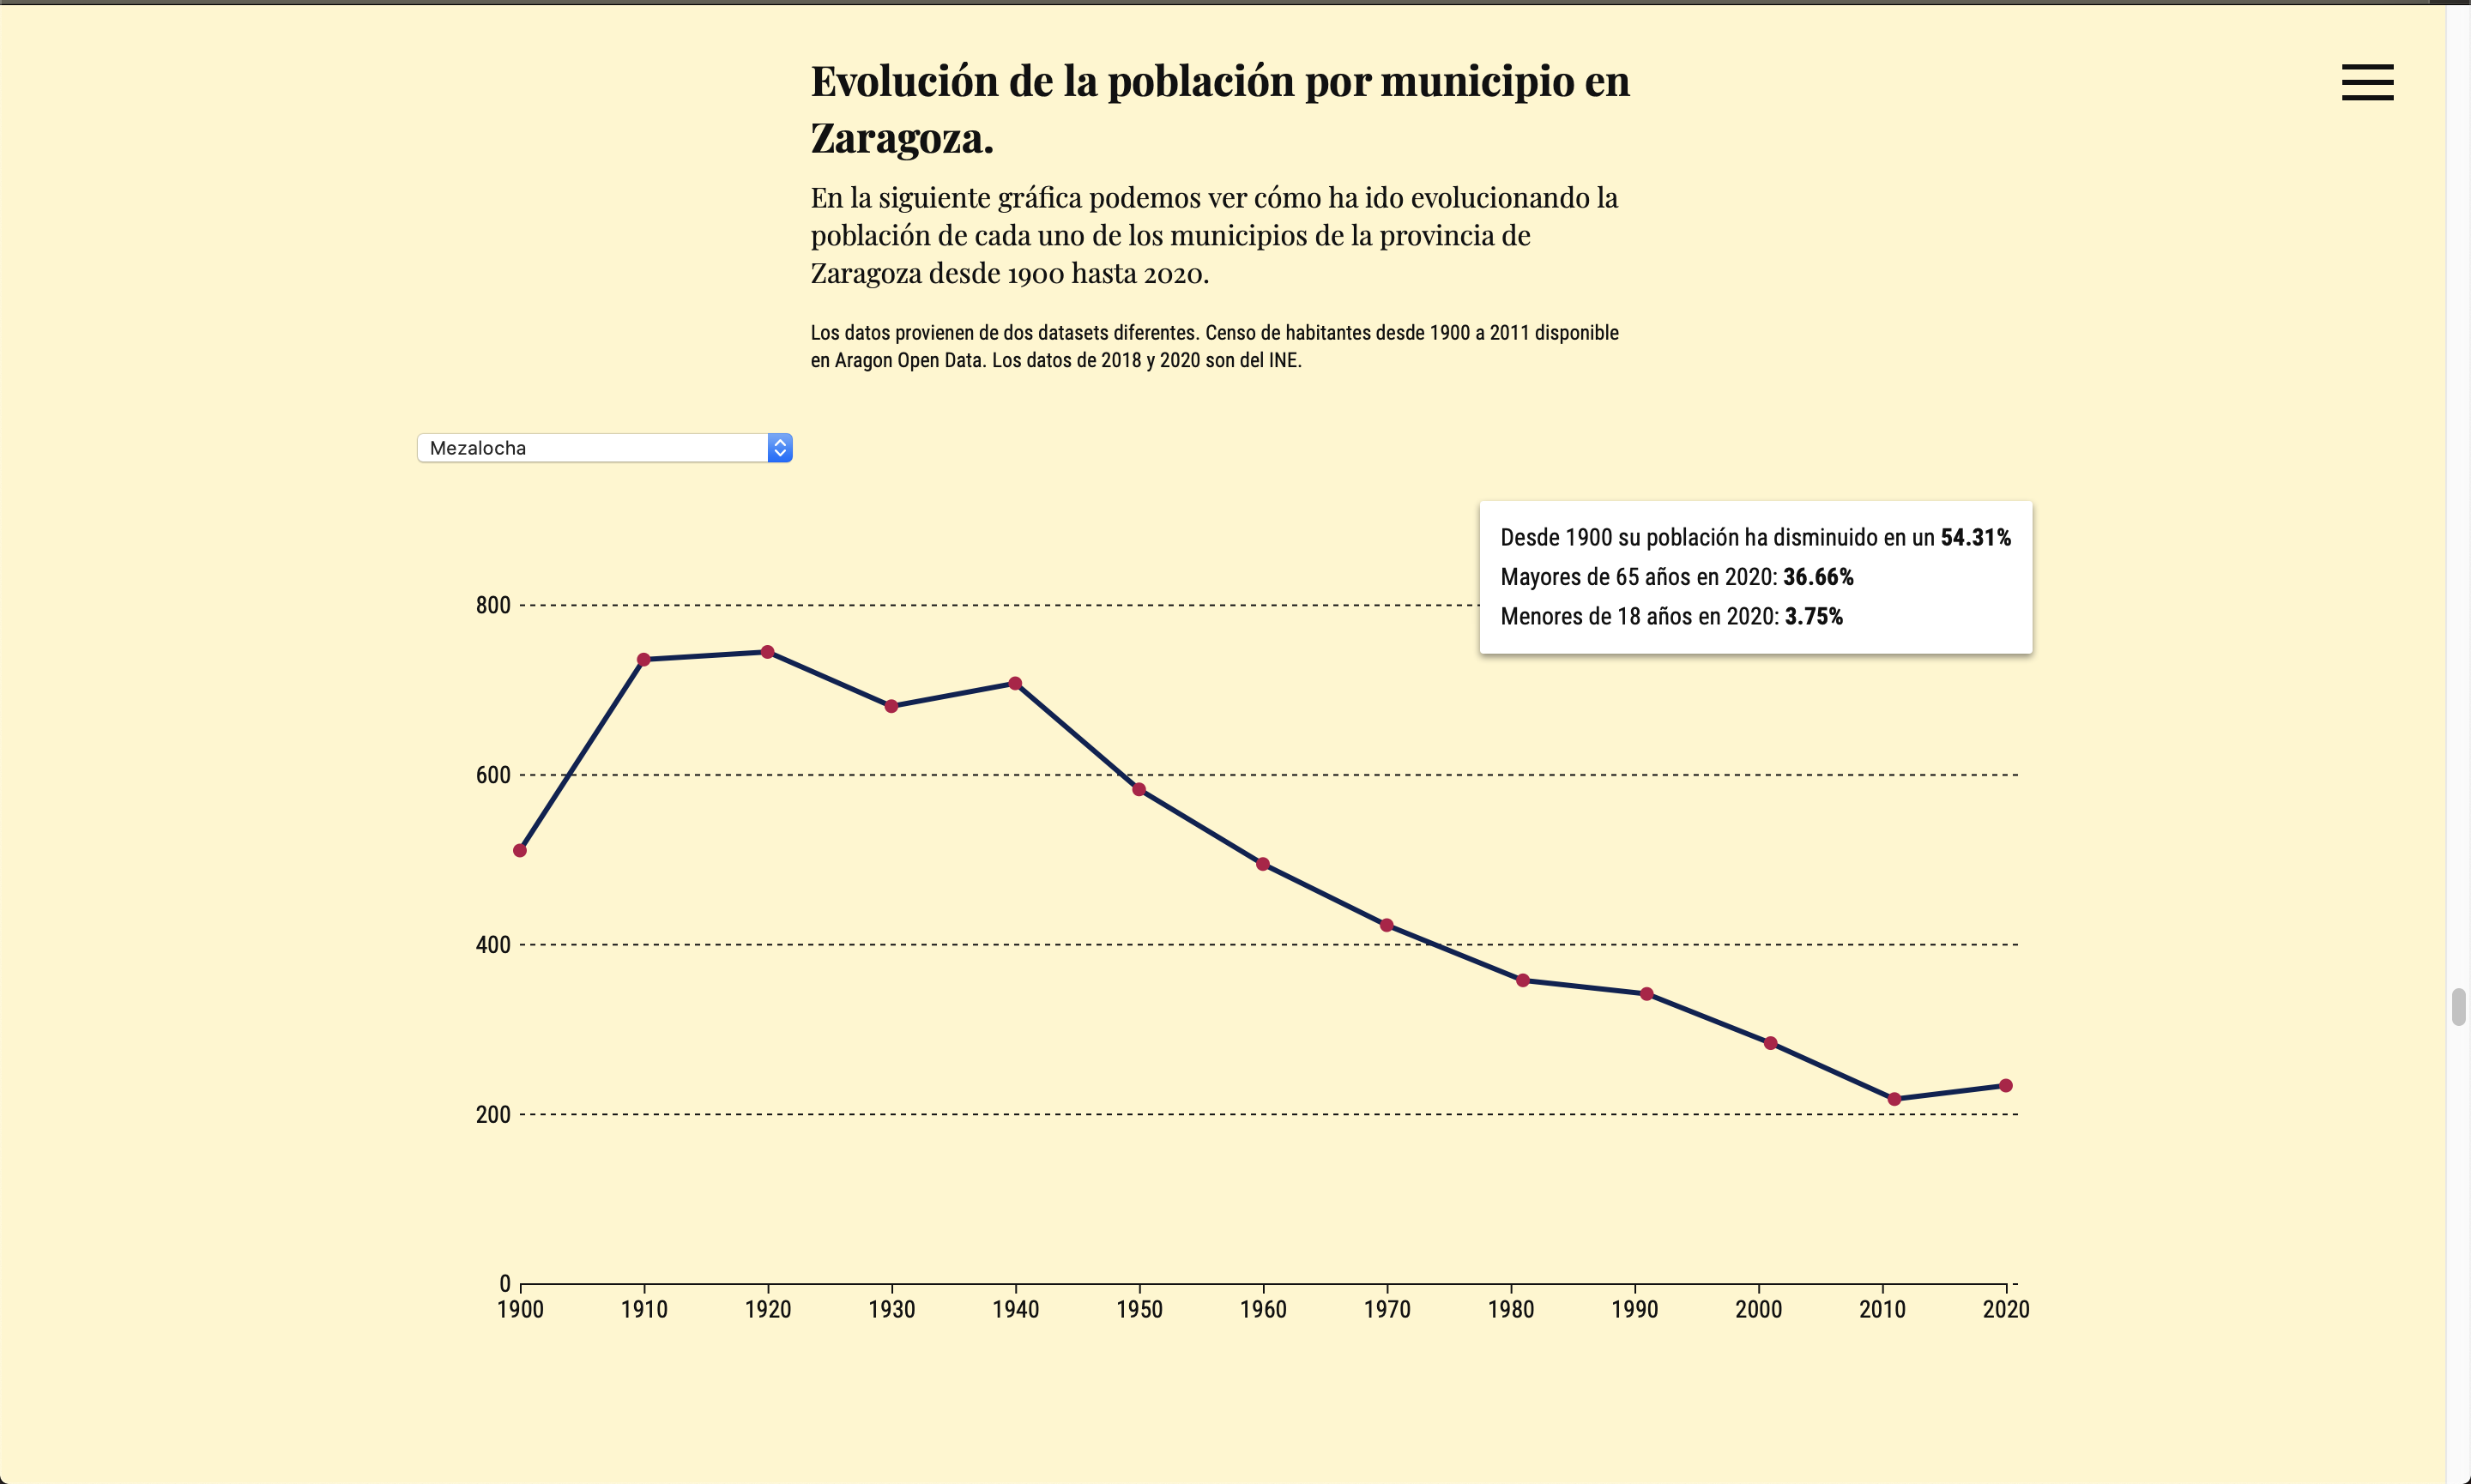 Evolución de la población por municipio en
Zaragoza.
En la siguiente gráfica podemos ver cómo ha ido evolucionando la
población de cada uno de los municipios de la provincia de
Zaragoza desde 1900 hasta 2020.
Los datos provienen de dos datasets diferentes. Censo de habitantes desde 1900 a 2011 disponible
en Aragon Open Data. Los datos de 2018 y 2020 son del INE.
Mezalocha
Desde 1900 su población ha disminuido en un 54.31%
Mayores de 65 años en 2020: 36.66%
Menores de 18 años en 2020: 3.75%
800
600
400
200
0
1900 1910 1920 1930 1940 1950 1960 1970 1980 1990 2000 2010 2020